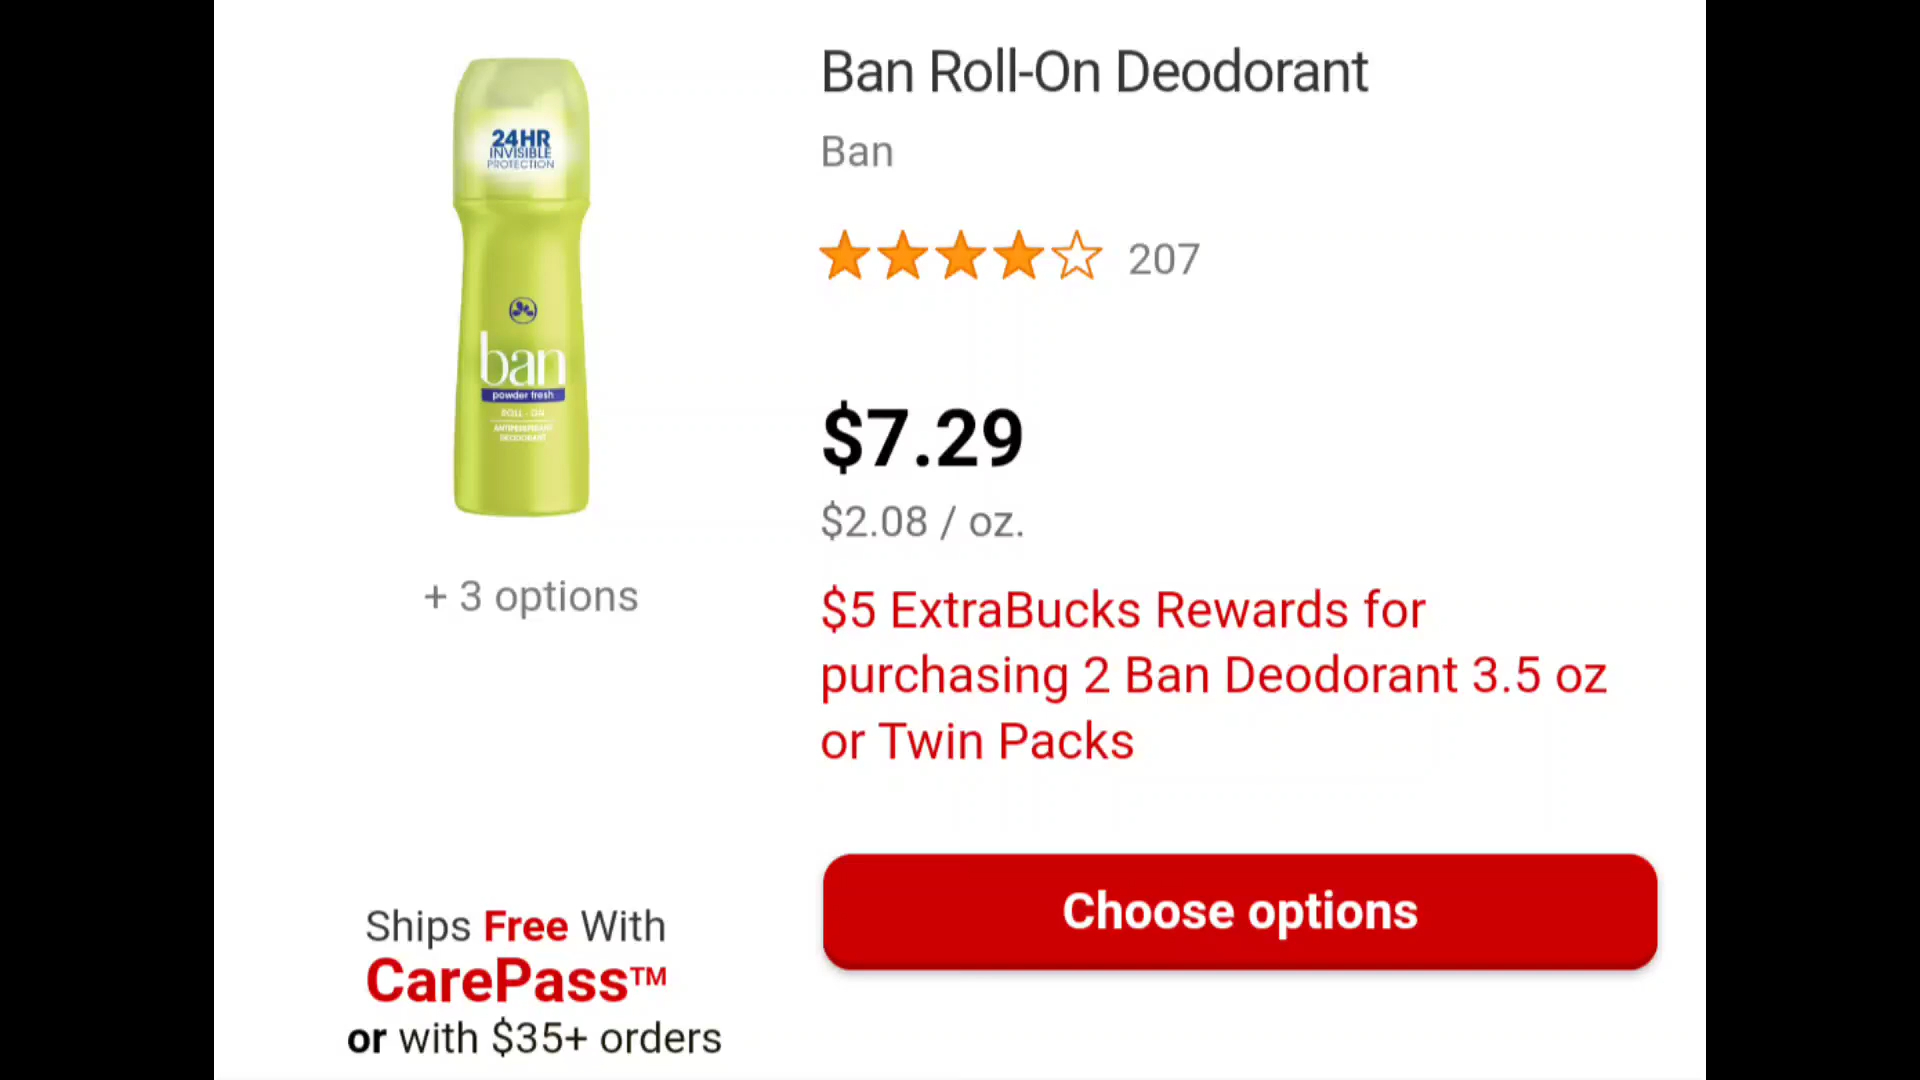 24HR
INVISIBLE
PROTECTION
ban
powder fresh
ROLL - ON
ANTIPERSPIRANT
DEODORANT
+ 3 options
Ships Free With
CarePass™
or with $35+ orders
Ban Roll-On Deodorant
Ban
207
$7.29
$2.08 / oz.
$5 ExtraBucks Rewards for
purchasing 2 Ban Deodorant 3.5 oz
or Twin Packs
Choose options